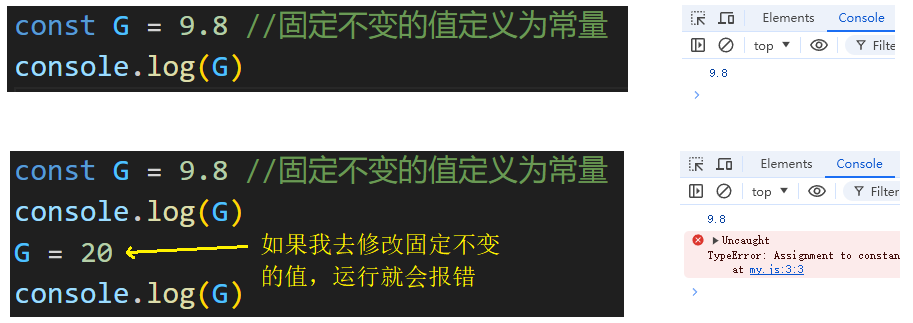 const G = 9.8 //固定不变的值定义为常量
console.log(G)
Elements Console
top Filte
9.8
const G = 9.8 //固定不变的值定义为常量
console.log(G)
G = 20
console.log(G)
如果我去修改固定不变
的值，运行就会报错
Elements Console
top Filter
9.8
Uncaught
TypeError: Assignment to constan
at my.js:3:3